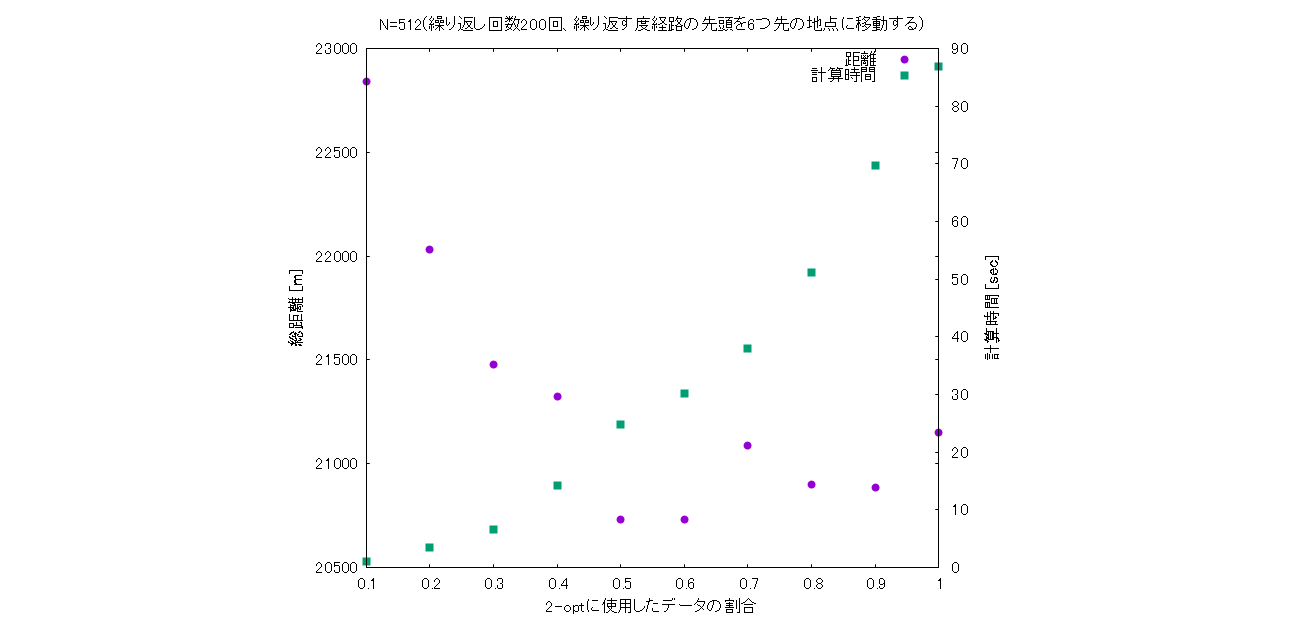 N=512(繰り返し回数200回、繰り返す度経路の先頭を6つ先の地点に移動する)
距離
計算時間
23000
22500
22000
21500
21000
20500
総距離 [m]
90
80
70
60
50
40
30
20
10
0
計算時間 [sec]
0.1 0.2 0.3 0.4 0.5 0.6 0.7 0.8 0.9 1
2-optに使用したデータの割合